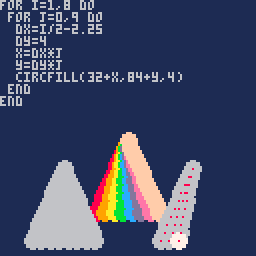 FOR I=1,8 DO
FOR J=0,9 DO
DX=I/2-2.25
DY=4
X=DX*J
Y=DY*J
CIRCFILL(32+X,84+Y,4)
END
END